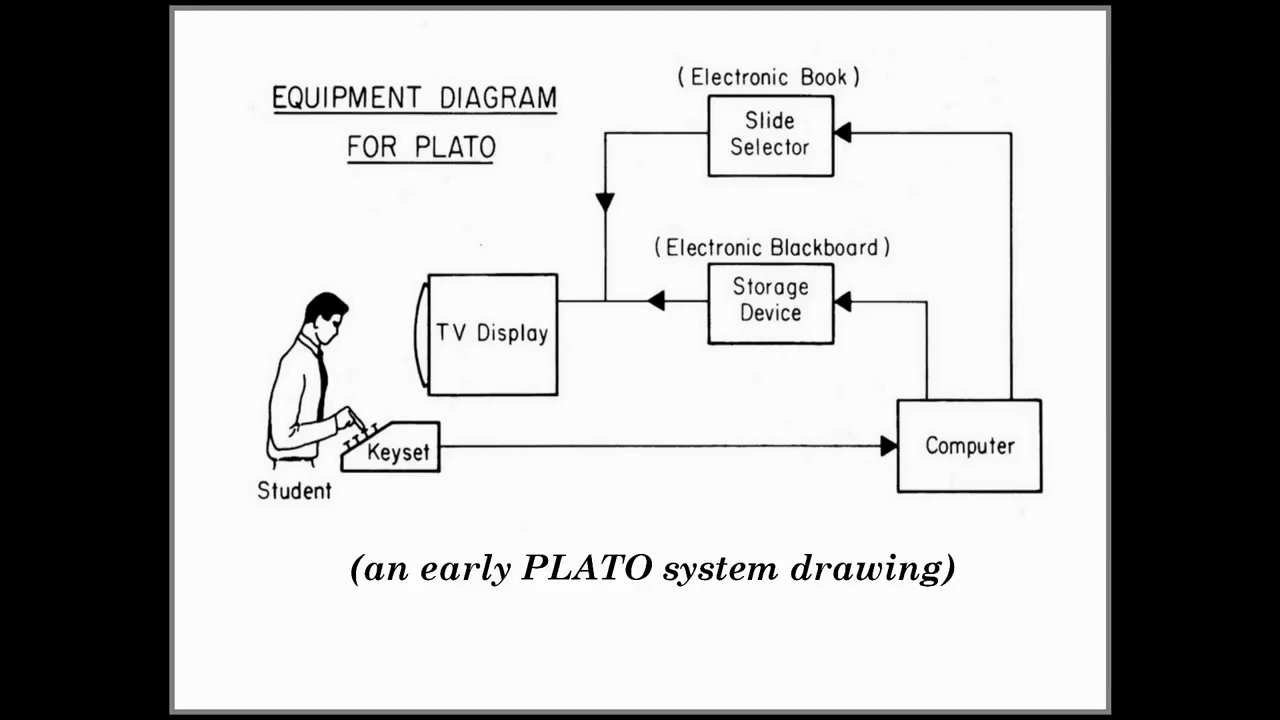 EQUIPMENT DIAGRAM
FOR PLATO
(Electronic Book)
Slide
Selector
(Electronic Blackboard)
Storage
Device
TV Display
Keyset
Computer
Student
(an early PLATO system drawing)